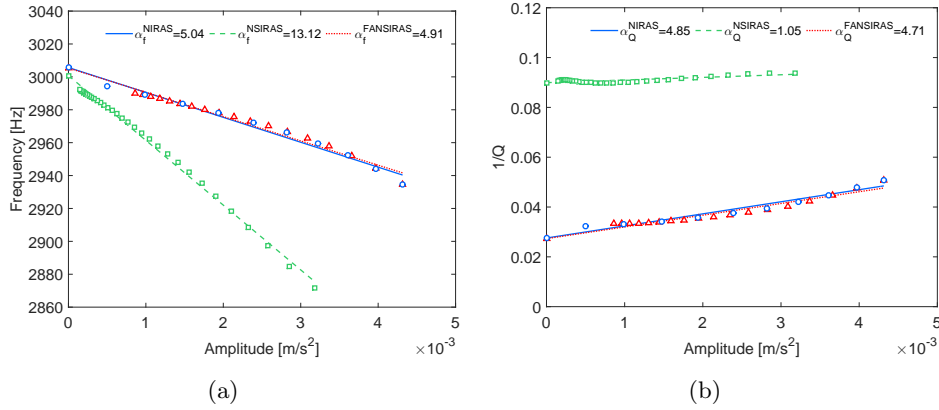 α_f^NIRAS=5.04 α_f^NSIRAS=13.12 α_f^FANSIRAS=4.91
3040
3020
3000
2980
2960
2940
2920
2900
2880
2860
Frequency [Hz]
0 1 2 3 4 5
Amplitude [m/s²]
×10⁻³
(a)
α_Q^NIRAS=4.85 α_Q^NSIRAS=1.05 α_Q^FANSIRAS=4.71
0.12
0.1
0.08
0.06
0.04
0.02
0
1/Q
0 1 2 3 4 5
Amplitude [m/s²]
×10⁻³
(b)